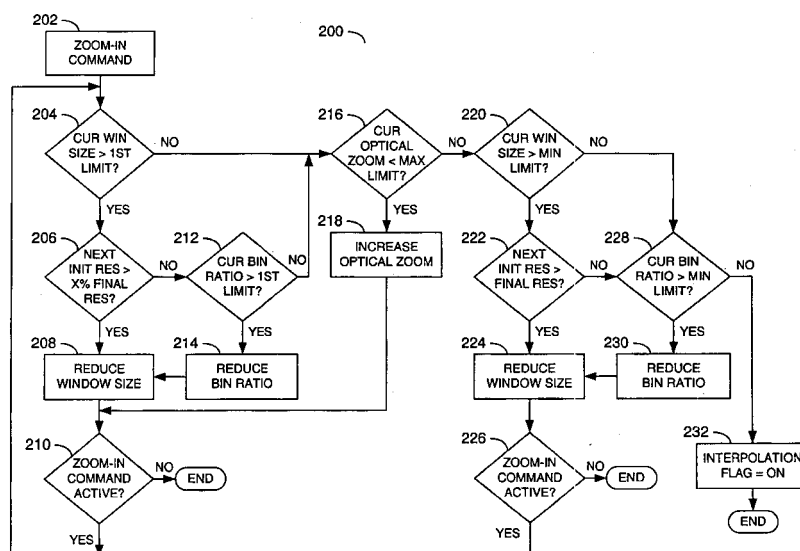 202
ZOOM-IN
COMMAND
200
204
CUR WIN
SIZE > 1ST
LIMIT?
NO
YES
206
NEXT
INIT RES >
X% FINAL
RES?
NO
YES
212
CUR BIN
RATIO > 1ST
LIMIT?
NO
YES
208
REDUCE
WINDOW SIZE
214
REDUCE
BIN RATIO
210
ZOOM-IN
COMMAND
ACTIVE?
NO
END
YES
216
CUR
OPTICAL
ZOOM < MAX
LIMIT?
NO
YES
218
INCREASE
OPTICAL ZOOM
220
CUR WIN
SIZE > MIN
LIMIT?
NO
YES
222
NEXT
INIT RES >
FINAL RES?
NO
YES
228
CUR BIN
RATIO > MIN
LIMIT?
NO
YES
224
REDUCE
WINDOW SIZE
230
REDUCE
BIN RATIO
226
ZOOM-IN
COMMAND
ACTIVE?
NO
END
YES
232
INTERPOLATION
FLAG = ON
END